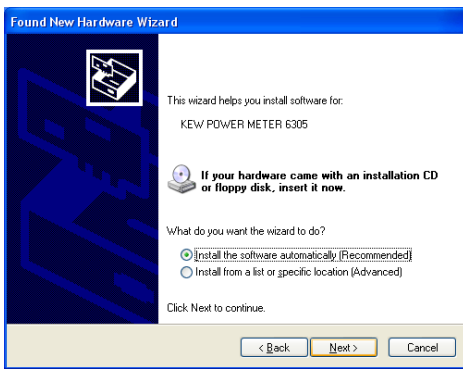 Found New Hardware Wizard
This wizard helps you install software for:
KEW POWER METER 6305
If your hardware came with an installation CD
or floppy disk, insert it now.
What do you want the wizard to do?
Install the software automatically (Recommended)
Install from a list or specific location (Advanced)
Click Next to continue.
< Back
Next >
Cancel